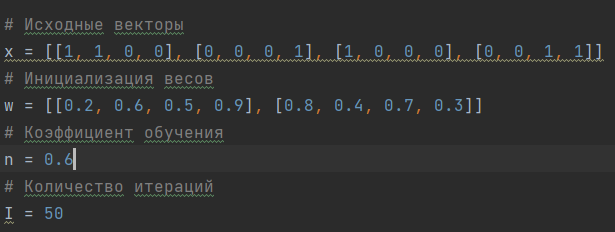 # Исходные векторы
x = [[1, 1, 0, 0], [0, 0, 0, 1], [1, 0, 0, 0], [0, 0, 1, 1]]
# Инициализация весов
w = [[0.2, 0.6, 0.5, 0.9], [0.8, 0.4, 0.7, 0.3]]
# Коэффициент обучения
n = 0.6
# Количество итераций
I = 50